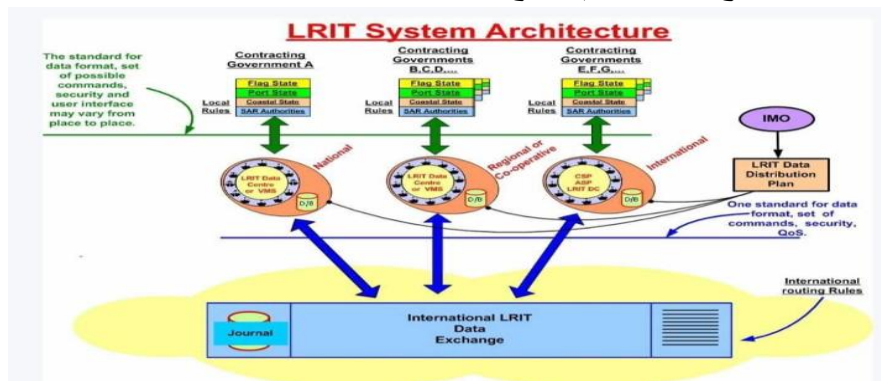 LRIT System Architecture
The standard for
data format, set
of possible
commands,
security and
user interface
may vary from
place to place.
Contracting
Government A
Flag State
Port State
Coastal State
SAR Authorities
Local
Rules
Contracting
Governments
B,C,D,...
Flag State
Port State
Coastal State
SAR Authorities
Local
Rules
Contracting
Governments
E,F,G,...
Flag State
Port State
Coastal State
SAR Authorities
Local
Rules
IMO
LRIT Data
Distribution
Plan
National
LRIT Data
Centre
or VMS
D/B
Regional or
Co-operative
LRIT Data
Centre
or VMS
D/B
International
CSP
ASP
LRIT DC
D/B
One standard for data
format, set of
commands, security,
QoS.
International
routing Rules
Journal
International LRIT
Data
Exchange